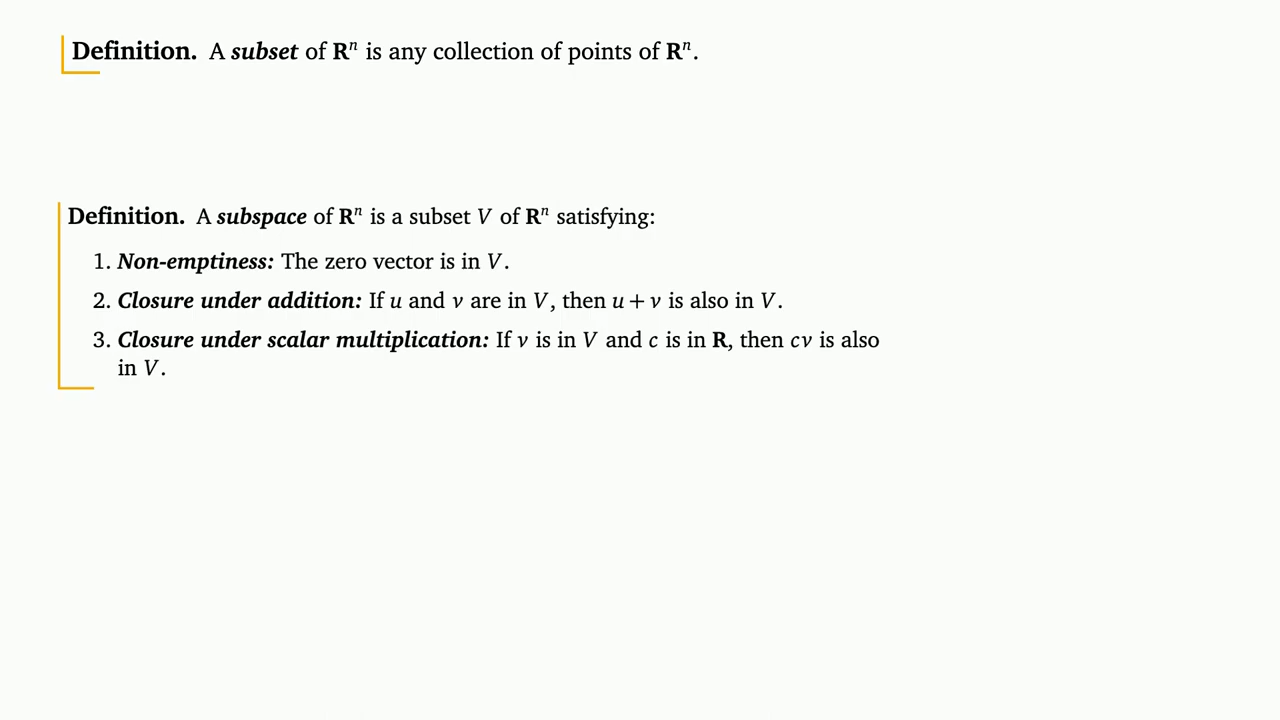 Definition. A subset of Rⁿ is any collection of points of Rⁿ.
Definition. A subspace of Rⁿ is a subset V of Rⁿ satisfying:
1. Non-emptiness: The zero vector is in V.
2. Closure under addition: If u and v are in V, then u + v is also in V.
3. Closure under scalar multiplication: If v is in V and c is in R, then cv is also
in V.